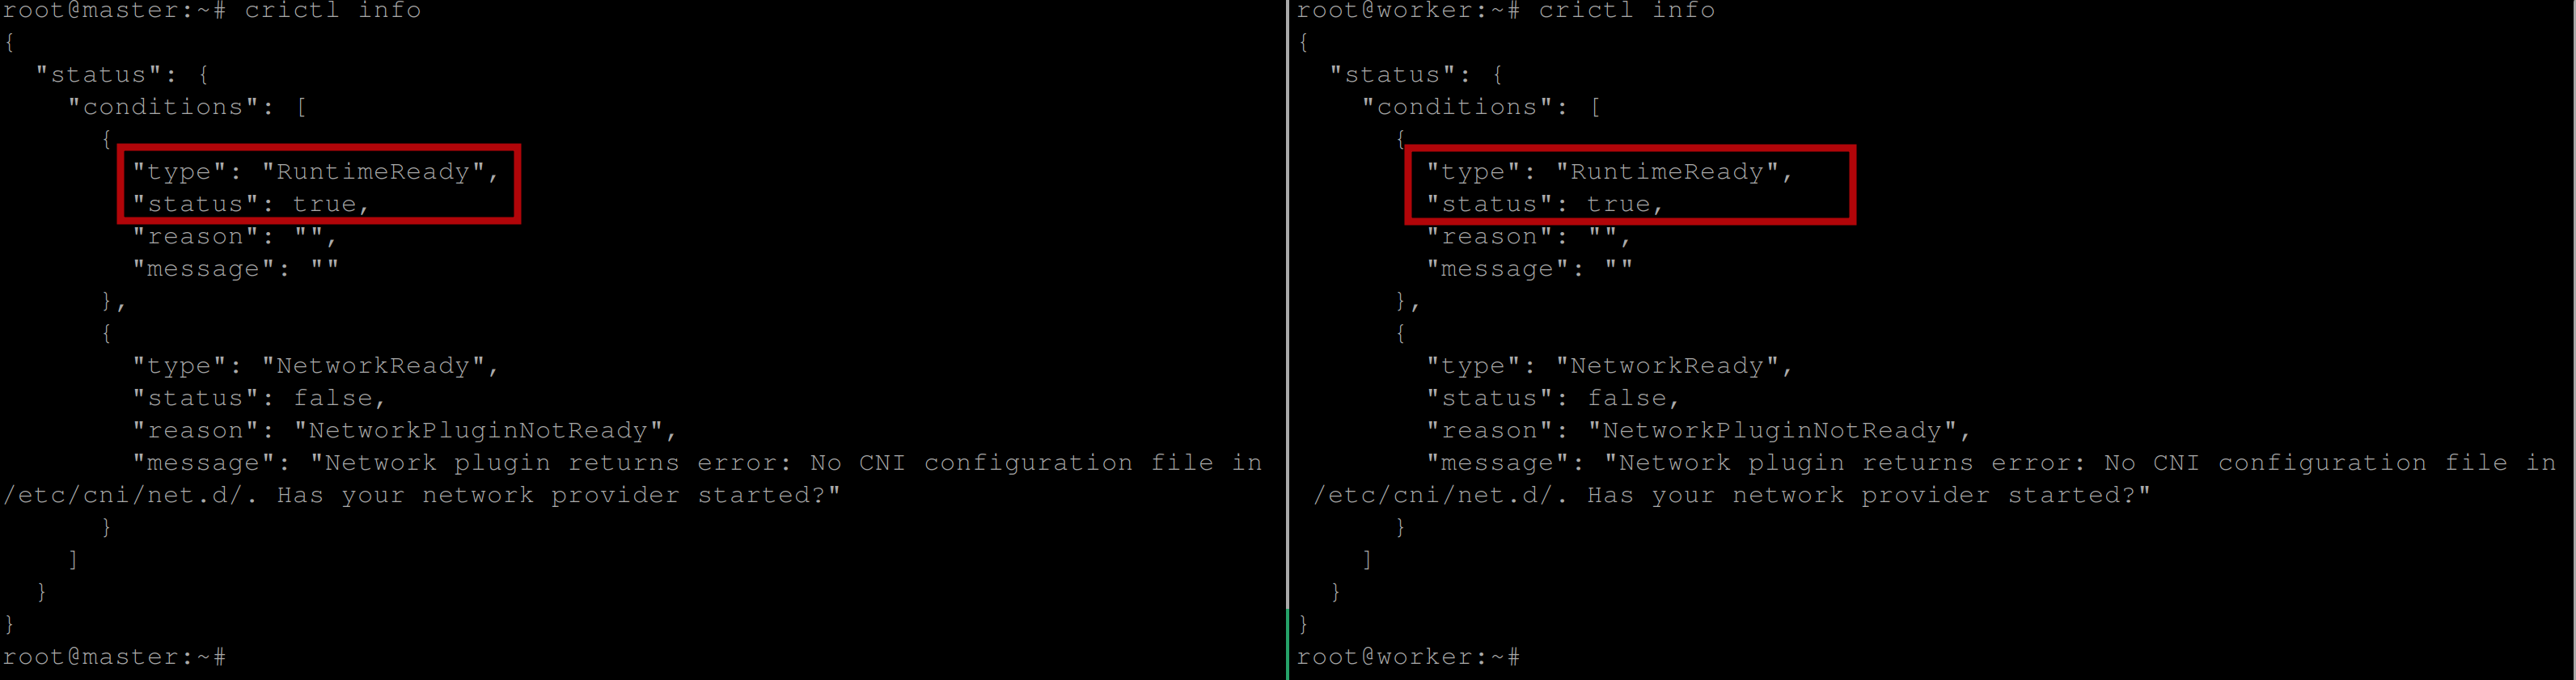 root@master:~# crictl info
{
  "status": {
    "conditions": [
      {
        "type": "RuntimeReady",
        "status": true,
        "reason": "",
        "message": ""
      },
      {
        "type": "NetworkReady",
        "status": false,
        "reason": "NetworkPluginNotReady",
        "message": "Network plugin returns error: No CNI configuration file in
/etc/cni/net.d/. Has your network provider started?"
      }
    ]
  }
}
root@master:~#
root@worker:~# crictl info
{
  "status": {
    "conditions": [
      {
        "type": "RuntimeReady",
        "status": true,
        "reason": "",
        "message": ""
      },
      {
        "type": "NetworkReady",
        "status": false,
        "reason": "NetworkPluginNotReady",
        "message": "Network plugin returns error: No CNI configuration file in
 /etc/cni/net.d/. Has your network provider started?"
      }
    ]
  }
}
root@worker:~#